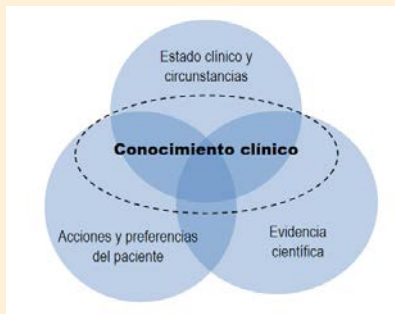 Estado clínico y
circunstancias
Conocimiento clínico
Acciones y preferencias
del paciente
Evidencia
científica